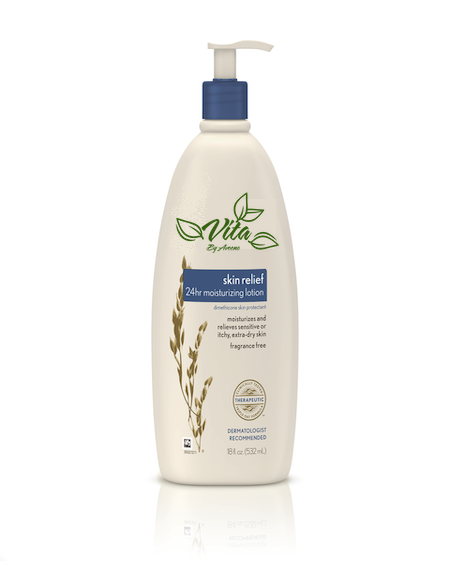 Vita
By Aveeno
skin relief
24hr moisturizing lotion
dimethicone skin protectant
moisturizes and
relieves sensitive or
itchy, extra-dry skin
fragrance free
THERAPEUTIC
DERMATOLOGIST
RECOMMENDED
18 fl oz (532 mL)